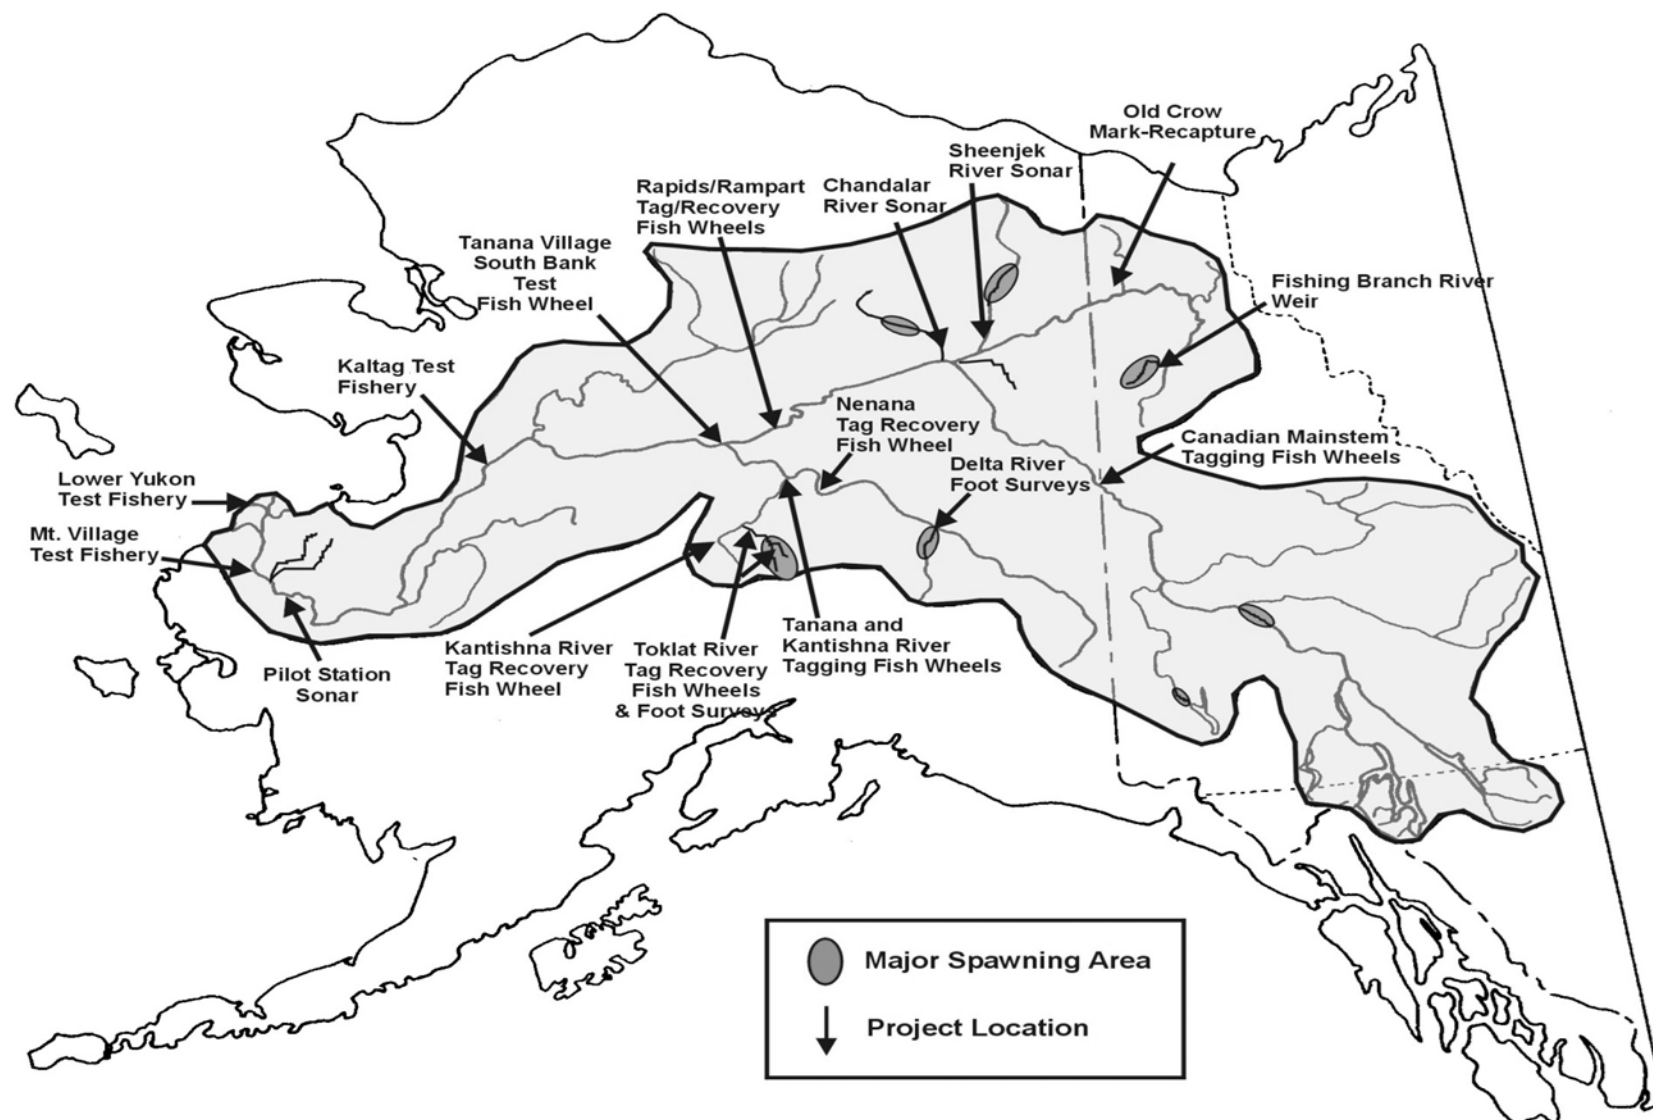 Old Crow
Mark-Recapture
Sheenjek
River Sonar
Chandalar
River Sonar
Rapids/Rampart
Tag/Recovery
Fish Wheels
Tanana Village
South Bank
Test
Fish Wheel
Fishing Branch River
Weir
Kaltag Test
Fishery
Nenana
Tag Recovery
Fish Wheel
Canadian Mainstem
Tagging Fish Wheels
Delta River
Foot Surveys
Lower Yukon
Test Fishery
Mt. Village
Test Fishery
Pilot Station
Sonar
Kantishna River
Tag Recovery
Fish Wheel
Toklat River
Tag Recovery
Fish Wheels
& Foot Surveys
Tanana and
Kantishna River
Tagging Fish Wheels
Major Spawning Area
Project Location